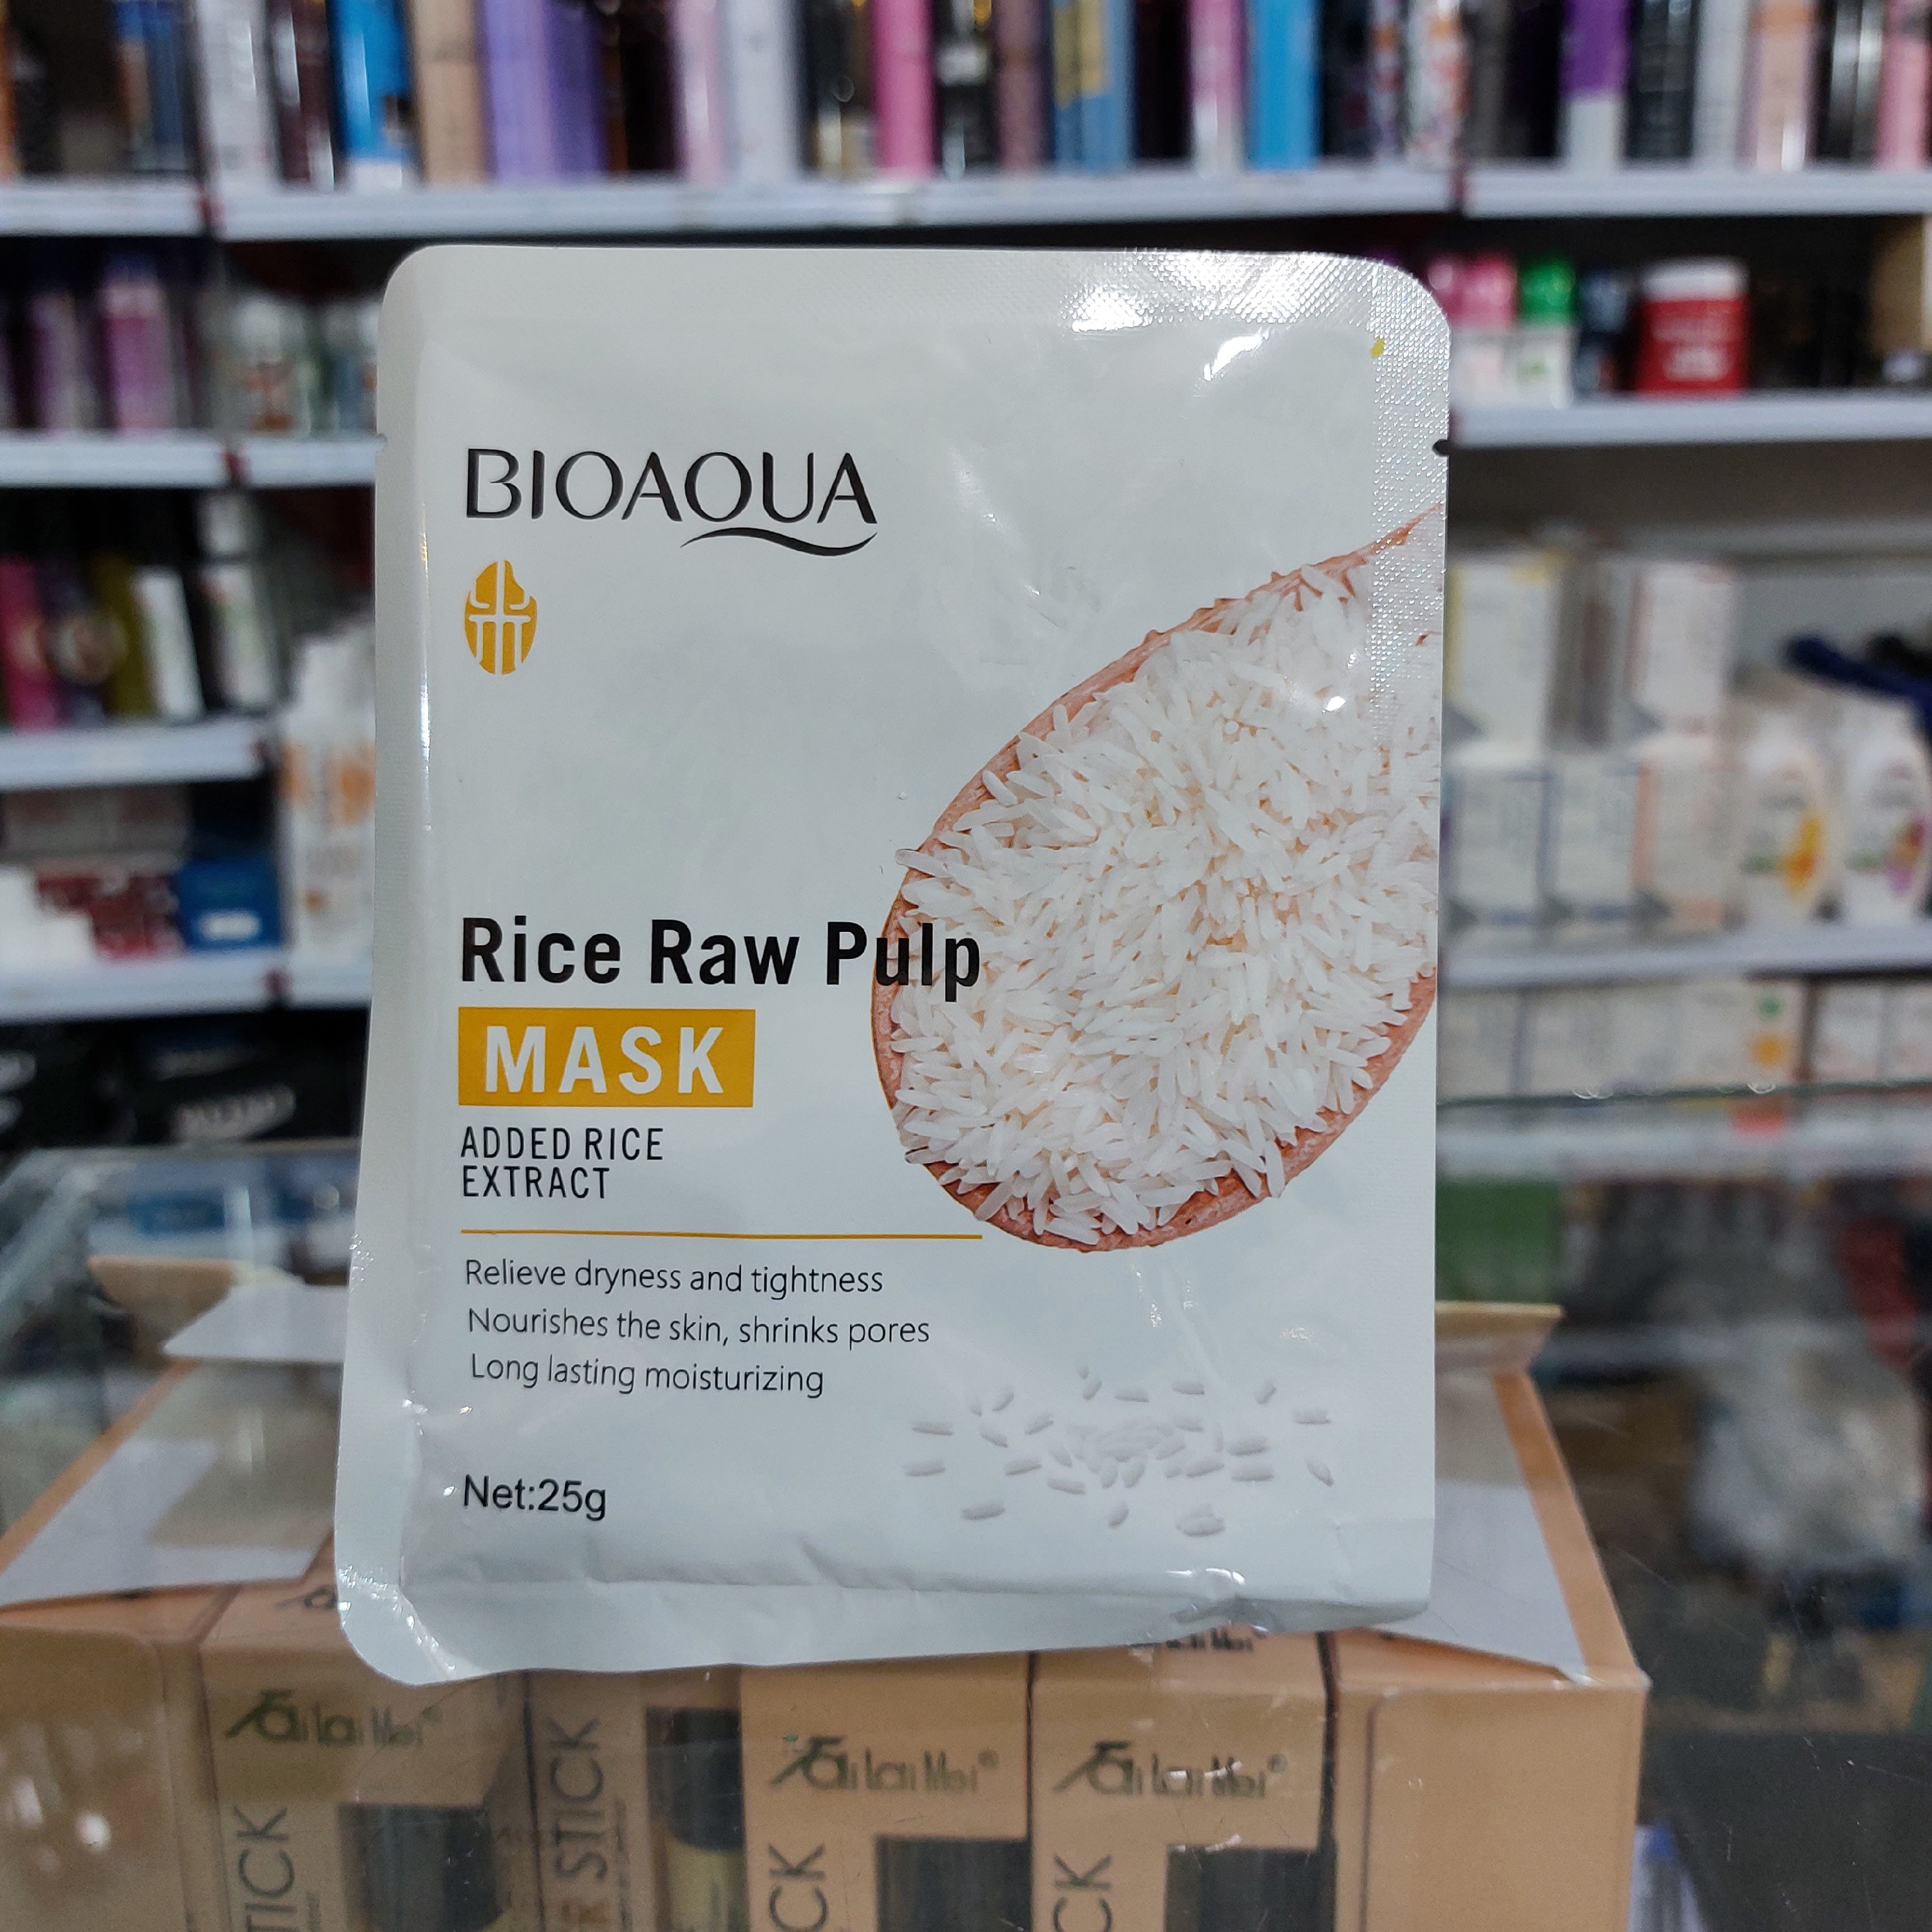 BIOAQUA
Rice Raw Pulp
MASK
ADDED RICE
EXTRACT
Relieve dryness and tightness
Nourishes the skin, shrinks pores
Long lasting moisturizing
Net:25g
STICK